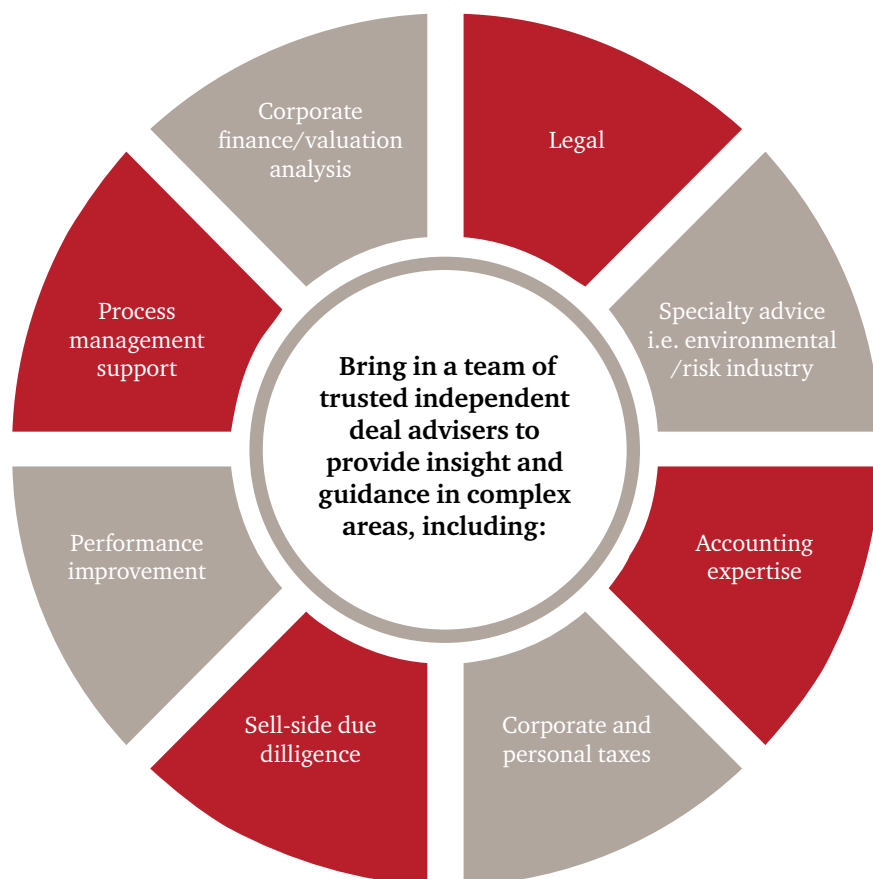 Corporate
finance/valuation
analysis
Legal
Process
management
support
Specialty advice
i.e. environmental
/risk industry
Bring in a team of
trusted independent
deal advisers to
provide insight and
guidance in complex
areas, including:
Performance
improvement
Accounting
expertise
Sell-side due
dilligence
Corporate and
personal taxes